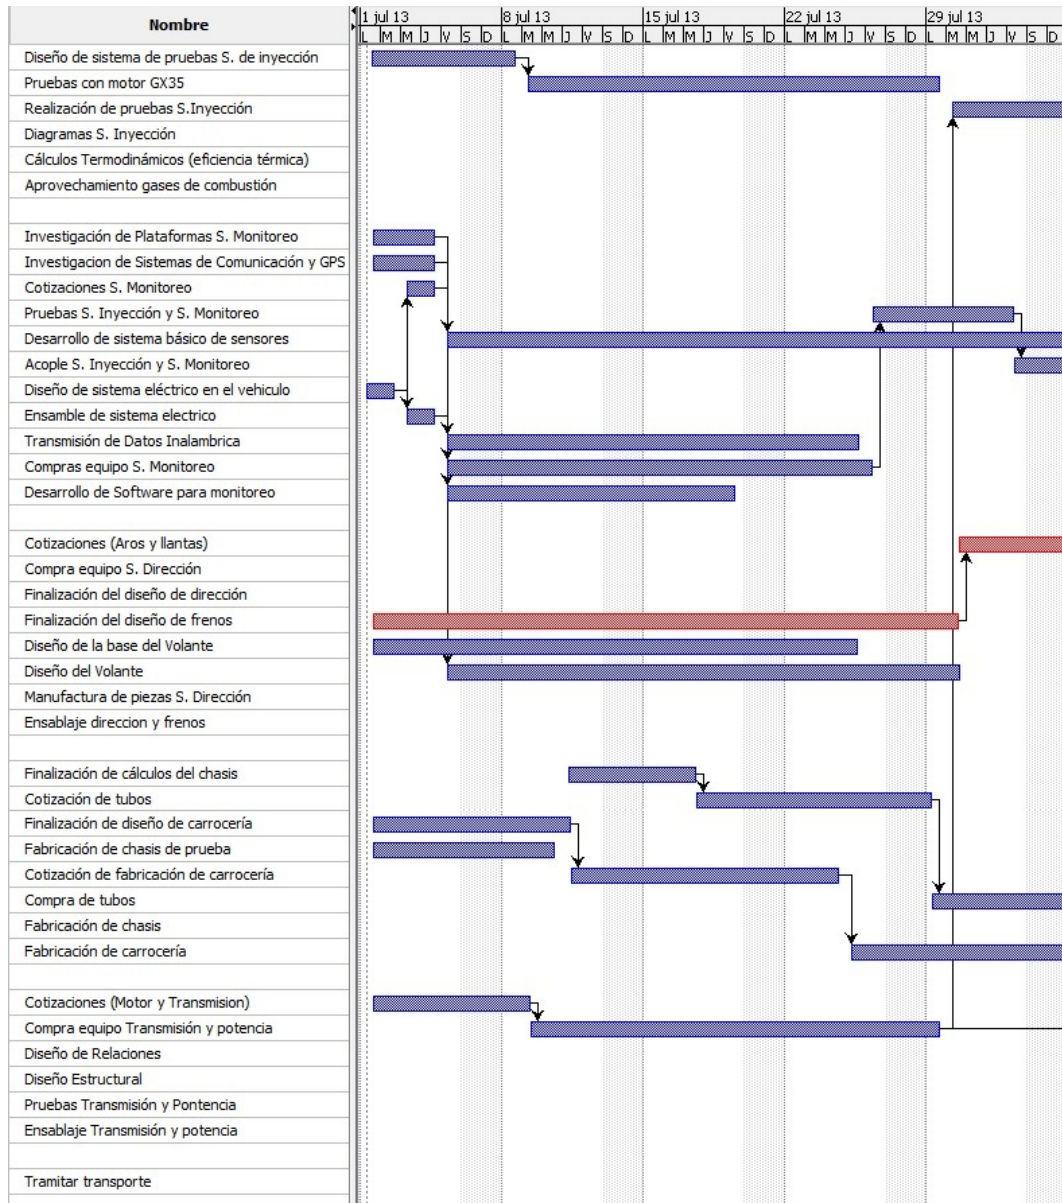 Nombre
1 jul 13 8 jul 13 15 jul 13 22 jul 13 29 jul 13
L M M J V S D L M M J V S D L M M J V S D L M M J V S D L M M J V S D
Diseño de sistema de pruebas S. de inyección
Pruebas con motor GX35
Realización de pruebas S.Inyección
Diagramas S. Inyección
Cálculos Termodinámicos (eficiencia térmica)
Aprovechamiento gases de combustión
Investigación de Plataformas S. Monitoreo
Investigacion de Sistemas de Comunicación y GPS
Cotizaciones S. Monitoreo
Pruebas S. Inyección y S. Monitoreo
Desarrollo de sistema básico de sensores
Acople S. Inyección y S. Monitoreo
Diseño de sistema eléctrico en el vehiculo
Ensamble de sistema electrico
Transmisión de Datos Inalambrica
Compras equipo S. Monitoreo
Desarrollo de Software para monitoreo
Cotizaciones (Aros y llantas)
Compra equipo S. Dirección
Finalización del diseño de dirección
Finalización del diseño de frenos
Diseño de la base del Volante
Diseño del Volante
Manufactura de piezas S. Dirección
Ensablaje direccion y frenos
Finalización de cálculos del chasis
Cotización de tubos
Finalización de diseño de carrocería
Fabricación de chasis de prueba
Cotización de fabricación de carrocería
Compra de tubos
Fabricación de chasis
Fabricación de carrocería
Cotizaciones (Motor y Transmision)
Compra equipo Transmisión y potencia
Diseño de Relaciones
Diseño Estructural
Pruebas Transmisión y Pontencia
Ensablaje Transmisión y potencia
Tramitar transporte